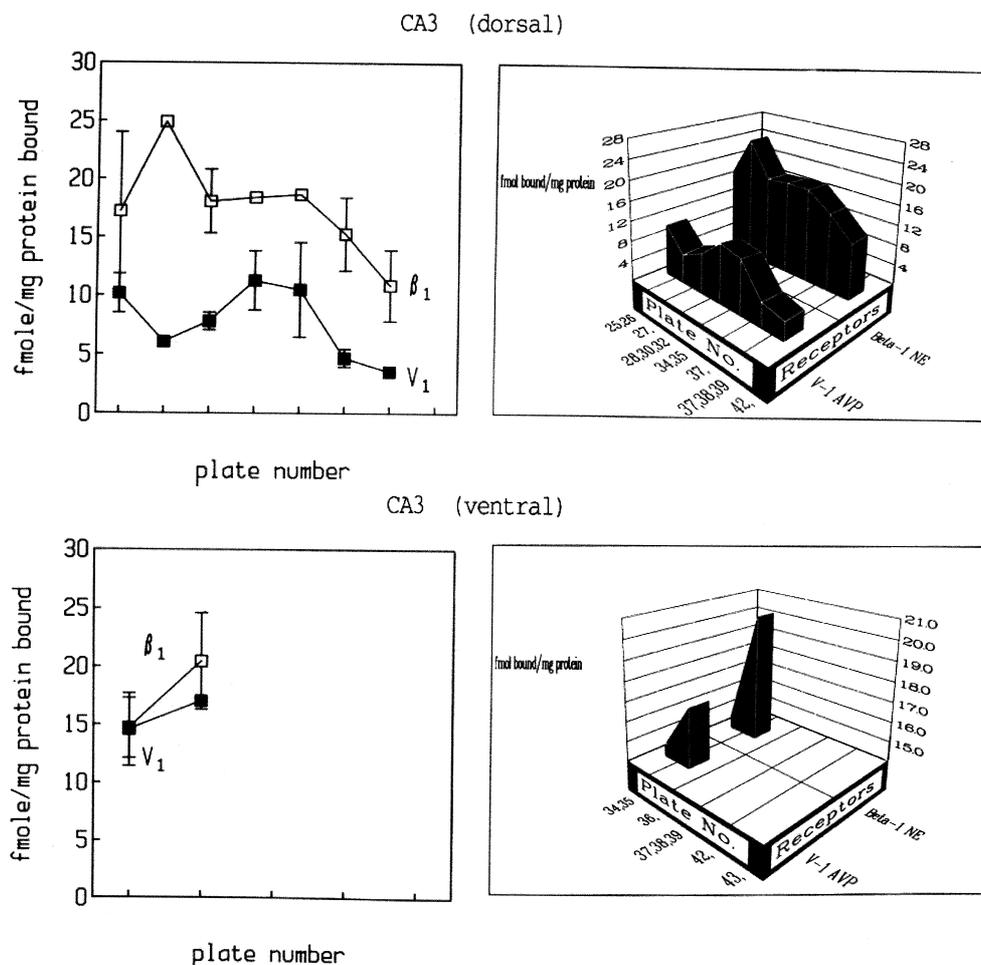 CA3 (dorsal)
fmole/mg protein bound
30
25
20
15
10
5
0
β1
V1
plate number
fmol bound/mg protein
28
24
20
16
12
8
4
28
24
20
16
12
8
4
25,26
27,
28,30,32
34,35
37,
37,38,39
42,
Plate No.
Receptors
Beta-1 NE
V-1 AVP
CA3 (ventral)
fmole/mg protein bound
30
25
20
15
10
5
0
β1
V1
plate number
fmol bound/mg protein
21.0
20.0
19.0
18.0
17.0
16.0
15.0
34,35
36,
37,38,39
42,
43,
Plate No.
Receptors
Beta-1 NE
V-1 AVP